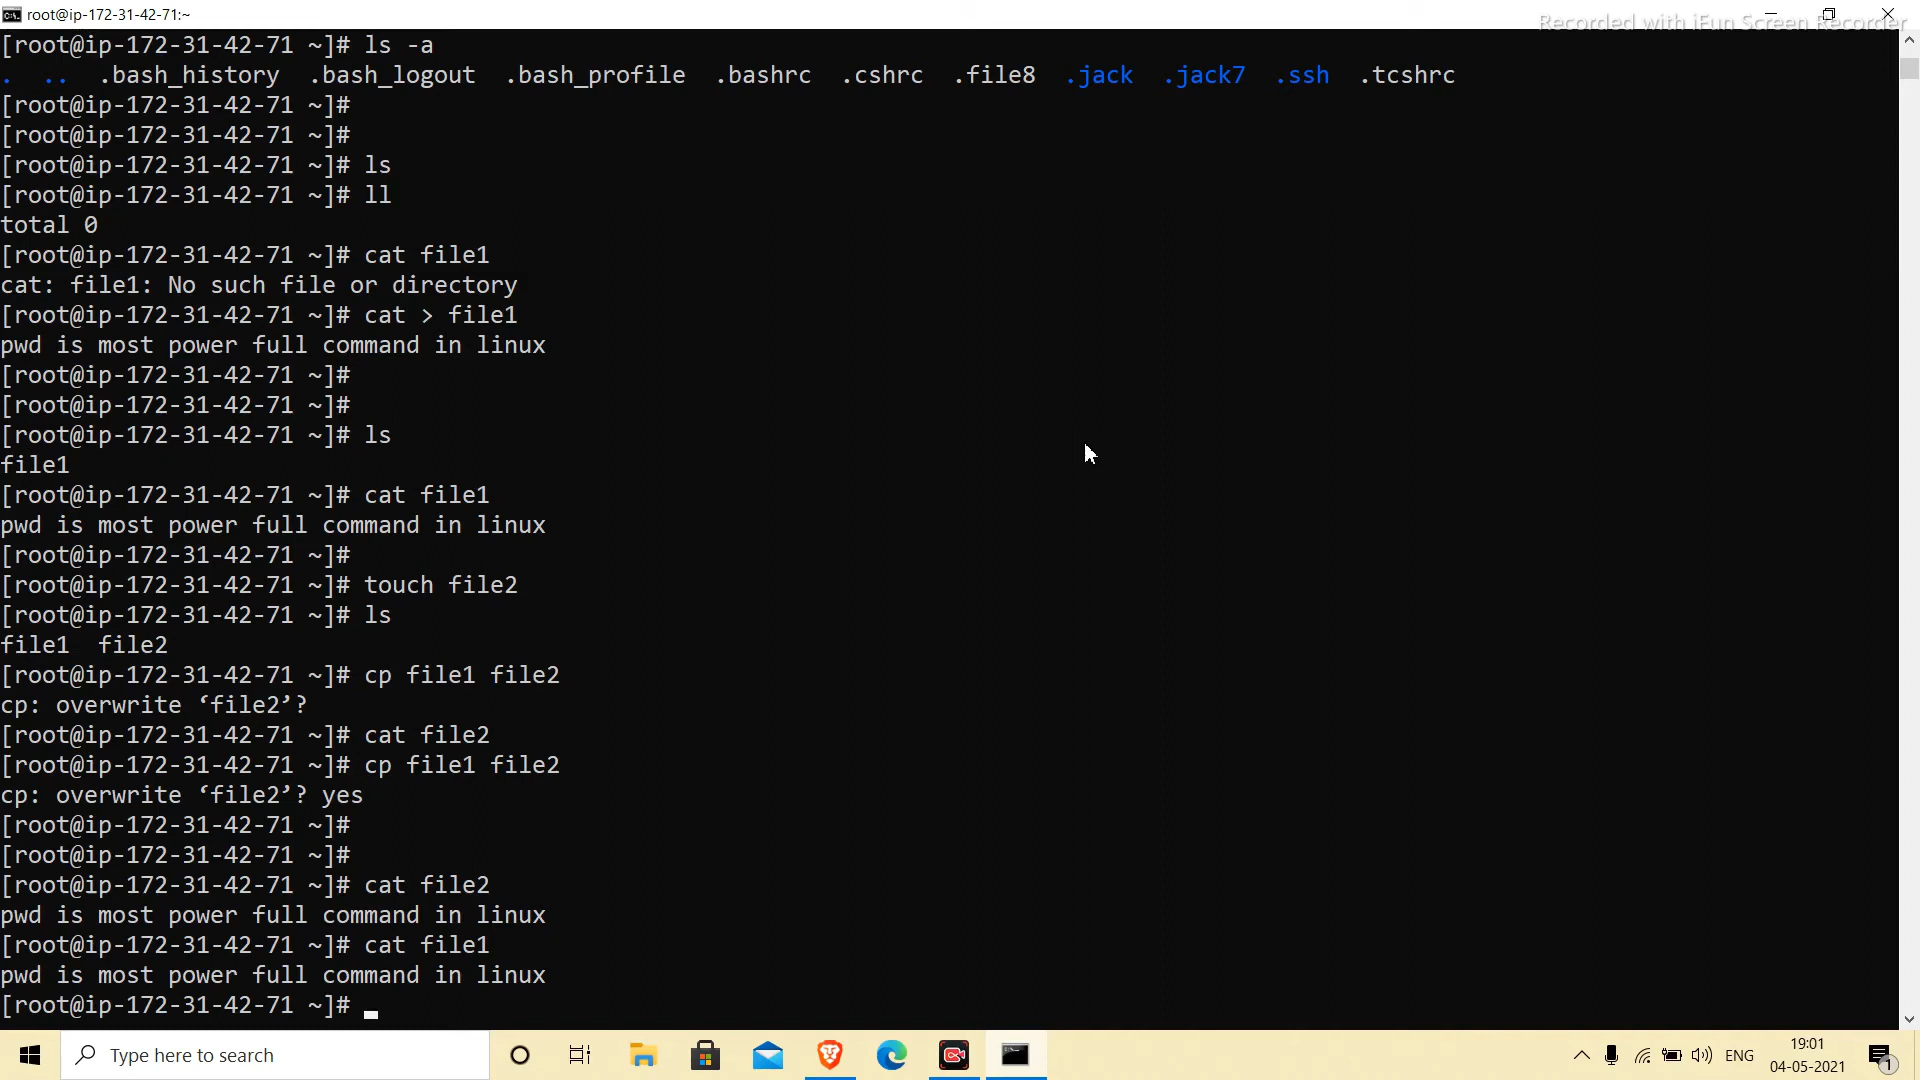 root@ip-172-31-42-71:~
Recorded with iFun Screen Recorder
[root@ip-172-31-42-71 ~]# ls -a
.  ..  .bash_history  .bash_logout  .bash_profile  .bashrc  .cshrc  .file8  .jack  .jack7  .ssh  .tcshrc
[root@ip-172-31-42-71 ~]#
[root@ip-172-31-42-71 ~]#
[root@ip-172-31-42-71 ~]# ls
[root@ip-172-31-42-71 ~]# ll
total 0
[root@ip-172-31-42-71 ~]# cat file1
cat: file1: No such file or directory
[root@ip-172-31-42-71 ~]# cat > file1
pwd is most power full command in linux
[root@ip-172-31-42-71 ~]#
[root@ip-172-31-42-71 ~]#
[root@ip-172-31-42-71 ~]# ls
file1
[root@ip-172-31-42-71 ~]# cat file1
pwd is most power full command in linux
[root@ip-172-31-42-71 ~]#
[root@ip-172-31-42-71 ~]# touch file2
[root@ip-172-31-42-71 ~]# ls
file1  file2
[root@ip-172-31-42-71 ~]# cp file1 file2
cp: overwrite ‘file2’?
[root@ip-172-31-42-71 ~]# cat file2
[root@ip-172-31-42-71 ~]# cp file1 file2
cp: overwrite ‘file2’? yes
[root@ip-172-31-42-71 ~]#
[root@ip-172-31-42-71 ~]#
[root@ip-172-31-42-71 ~]# cat file2
pwd is most power full command in linux
[root@ip-172-31-42-71 ~]# cat file1
pwd is most power full command in linux
[root@ip-172-31-42-71 ~]#
Type here to search
ENG
19:01
04-05-2021
1